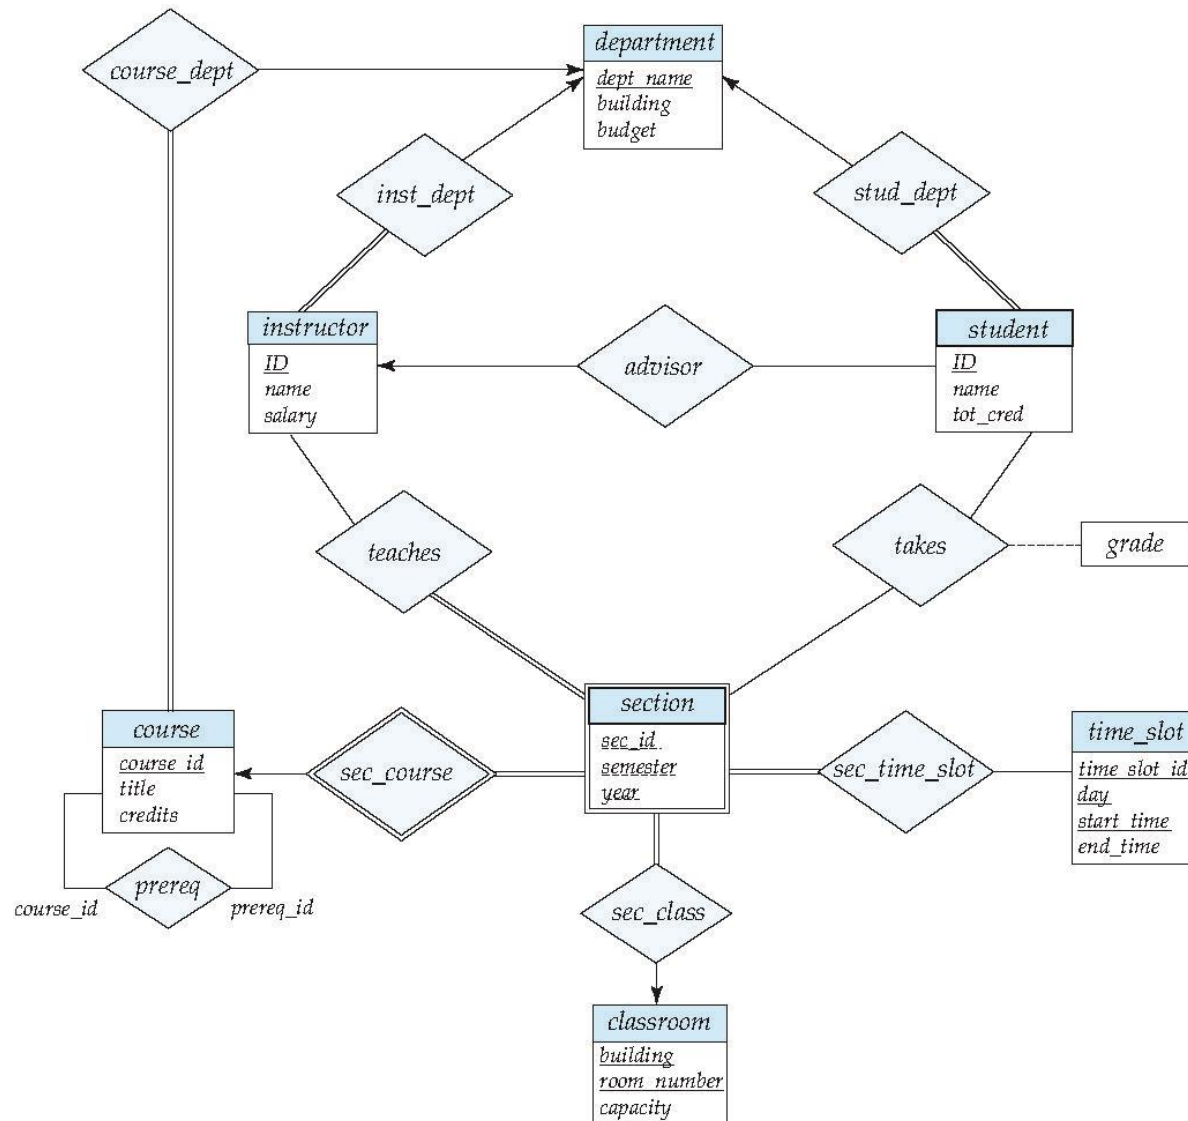 course_dept
department
dept_name
building
budget
inst_dept
stud_dept
instructor
ID
name
salary
advisor
student
ID
name
tot_cred
teaches
takes
grade
course
course_id
title
credits
prereq
course_id
prereq_id
sec_course
section
sec_id
semester
year
sec_time_slot
time_slot
time_slot_id
day
start_time
end_time
sec_class
classroom
building
room_number
capacity